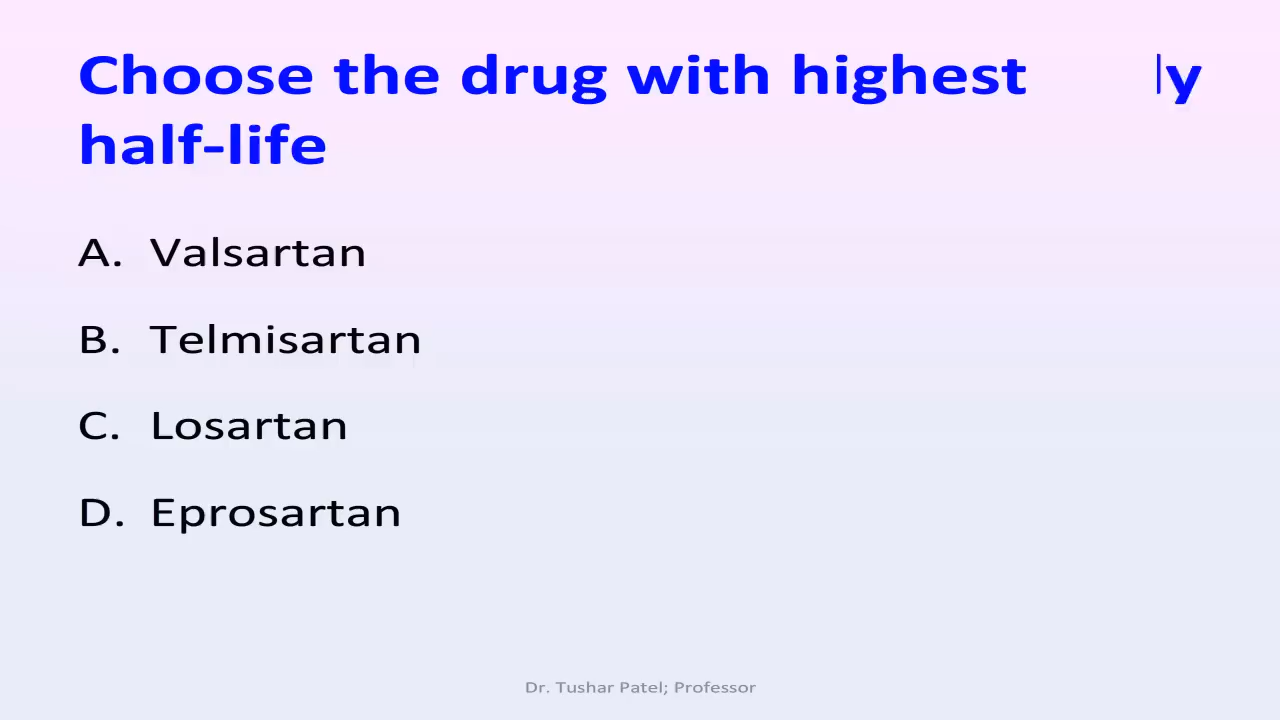 Choose the drug with highest
half-life
A. Valsartan
B. Telmisartan
C. Losartan
D. Eprosartan
Dr. Tushar Patel; Professor